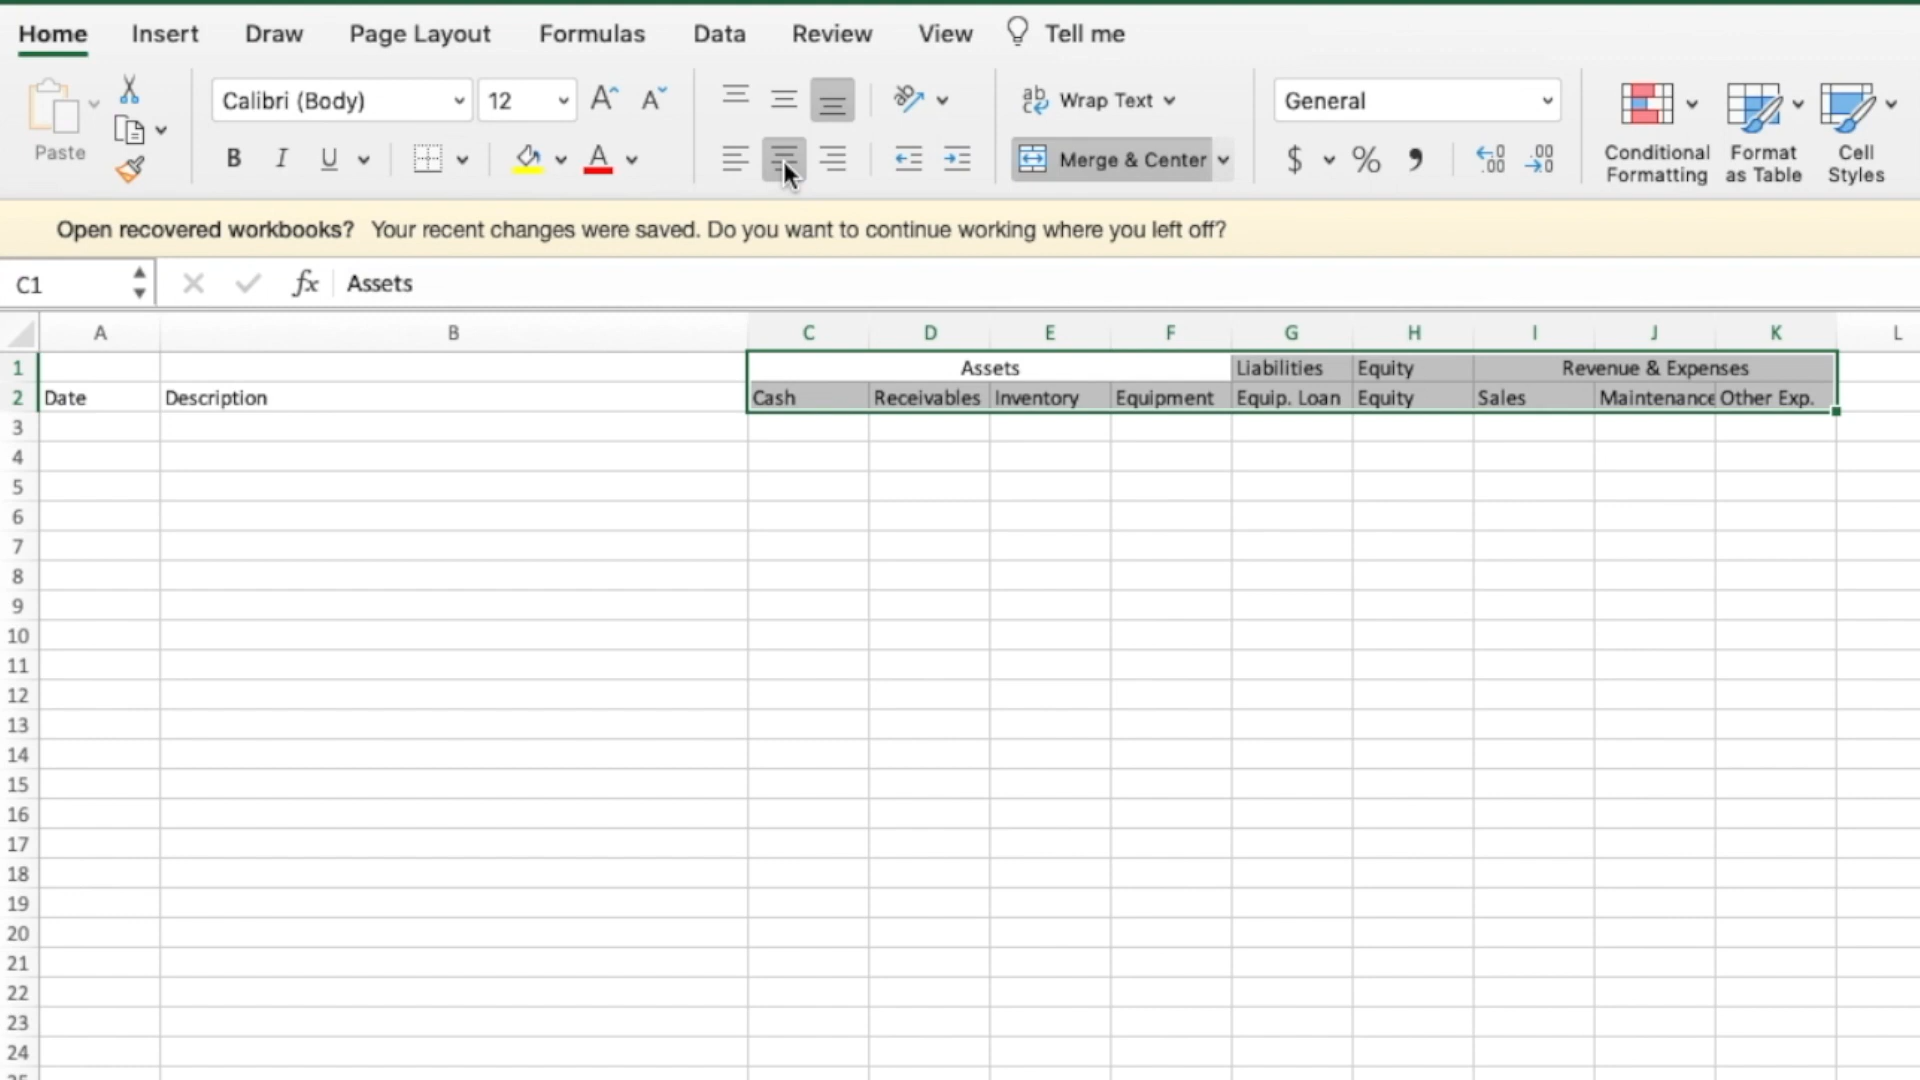 Home Insert Draw Page Layout Formulas Data Review View Tell me
Calibri (Body) 12 A A Wrap Text General
Paste B I U A Merge & Center $ % , Conditional Formatting Format as Table Cell Styles
Open recovered workbooks? Your recent changes were saved. Do you want to continue working where you left off?
C1 fx Assets
A B C D E F G H I J K L
1 Assets Liabilities Equity Revenue & Expenses
2 Date Description Cash Receivables Inventory Equipment Equip. Loan Equity Sales Maintenance Other Exp.
3
4
5
6
7
8
9
10
11
12
13
14
15
16
17
18
19
20
21
22
23
24